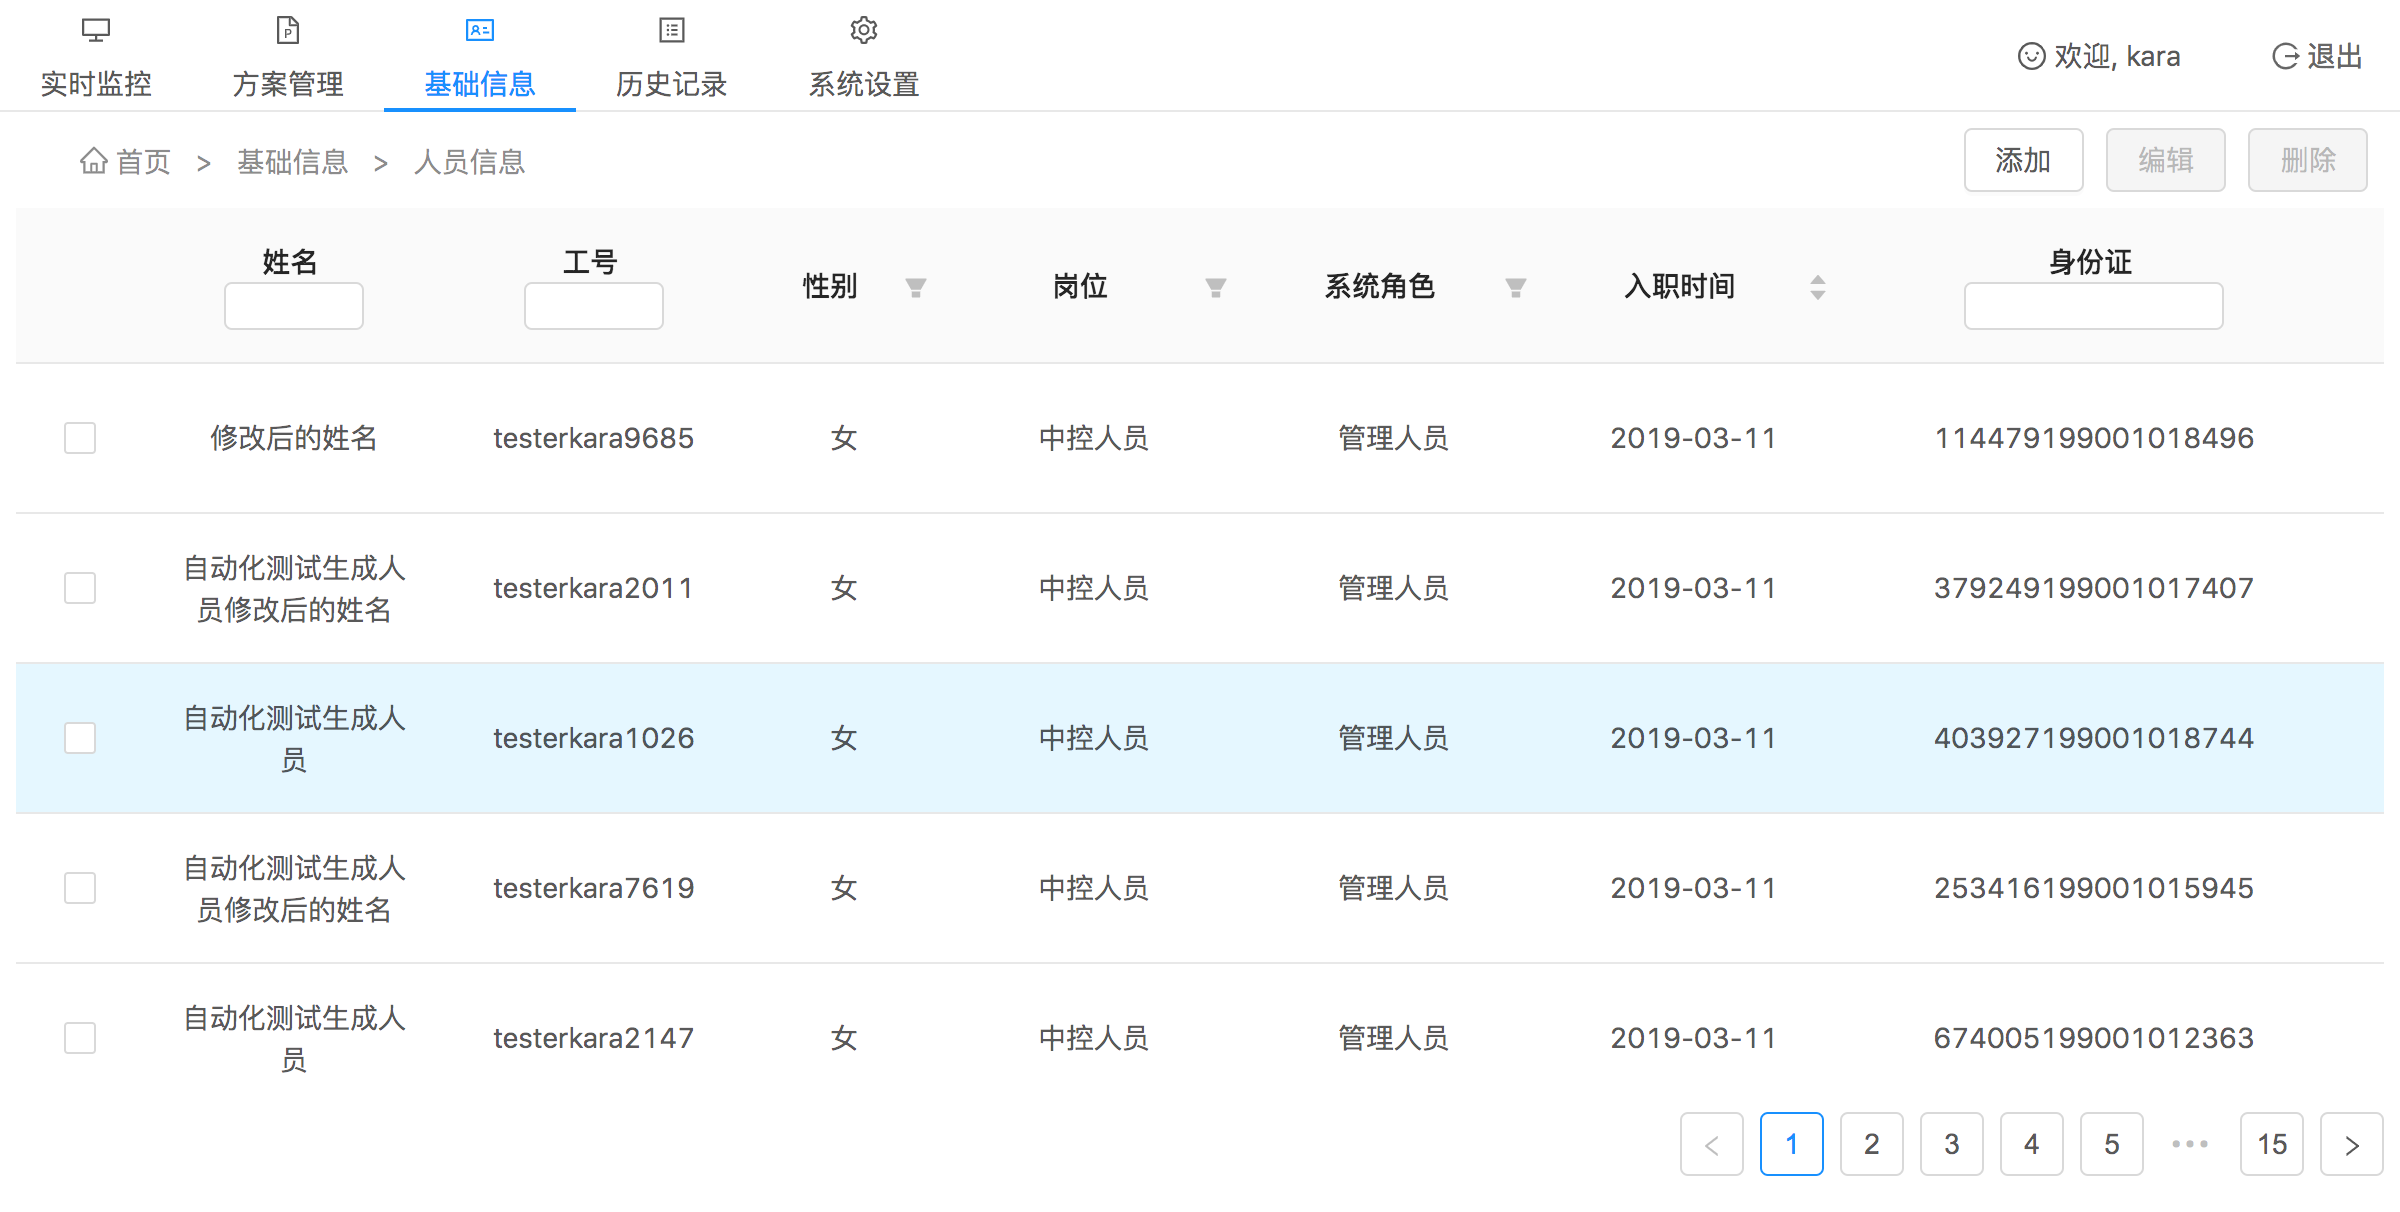 实时监控 方案管理 基础信息 历史记录 系统设置 欢迎, kara 退出
首页 > 基础信息 > 人员信息 添加 编辑 删除
姓名 工号 性别 岗位 系统角色 入职时间 身份证
修改后的姓名 testerkara9685 女 中控人员 管理人员 2019-03-11 114479199001018496
自动化测试生成人
员修改后的姓名 testerkara2011 女 中控人员 管理人员 2019-03-11 379249199001017407
自动化测试生成人
员 testerkara1026 女 中控人员 管理人员 2019-03-11 403927199001018744
自动化测试生成人
员修改后的姓名 testerkara7619 女 中控人员 管理人员 2019-03-11 253416199001015945
自动化测试生成人
员 testerkara2147 女 中控人员 管理人员 2019-03-11 674005199001012363
< 1 2 3 4 5 ••• 15 >